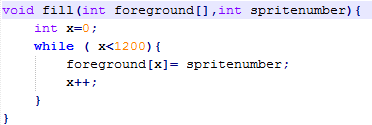 void fill(int foreground[],int spritenumber){
    int x=0;
    while ( x<1200){
        foreground[x]= spritenumber;
        x++;
    }
}